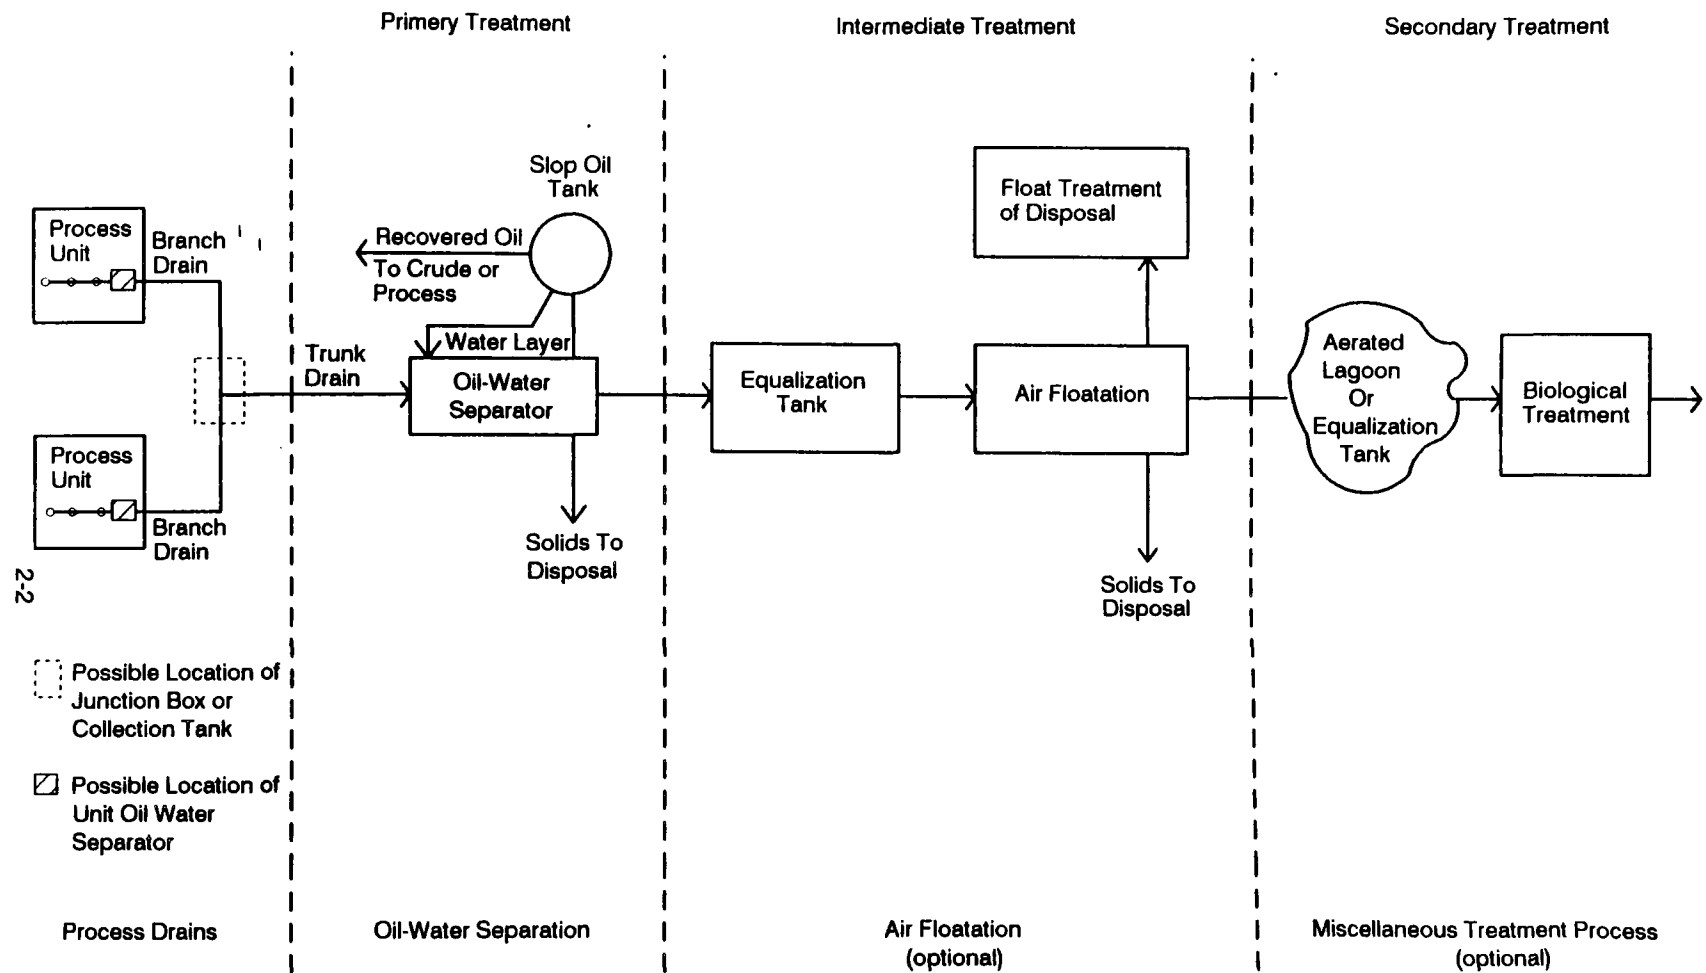 Primery Treatment
Intermediate Treatment
Secondary Treatment
Process
Unit
Branch
Drain
Process
Unit
Branch
Drain
Trunk
Drain
Slop Oil
Tank
Recovered Oil
To Crude or
Process
Water Layer
Oil-Water
Separator
Solids To
Disposal
Equalization
Tank
Air Floatation
Float Treatment
of Disposal
Solids To
Disposal
Aerated
Lagoon
Or
Equalization
Tank
Biological
Treatment
2-2
Possible Location of
Junction Box or
Collection Tank
Possible Location of
Unit Oil Water
Separator
Process Drains
Oil-Water Separation
Air Floatation
(optional)
Miscellaneous Treatment Process
(optional)